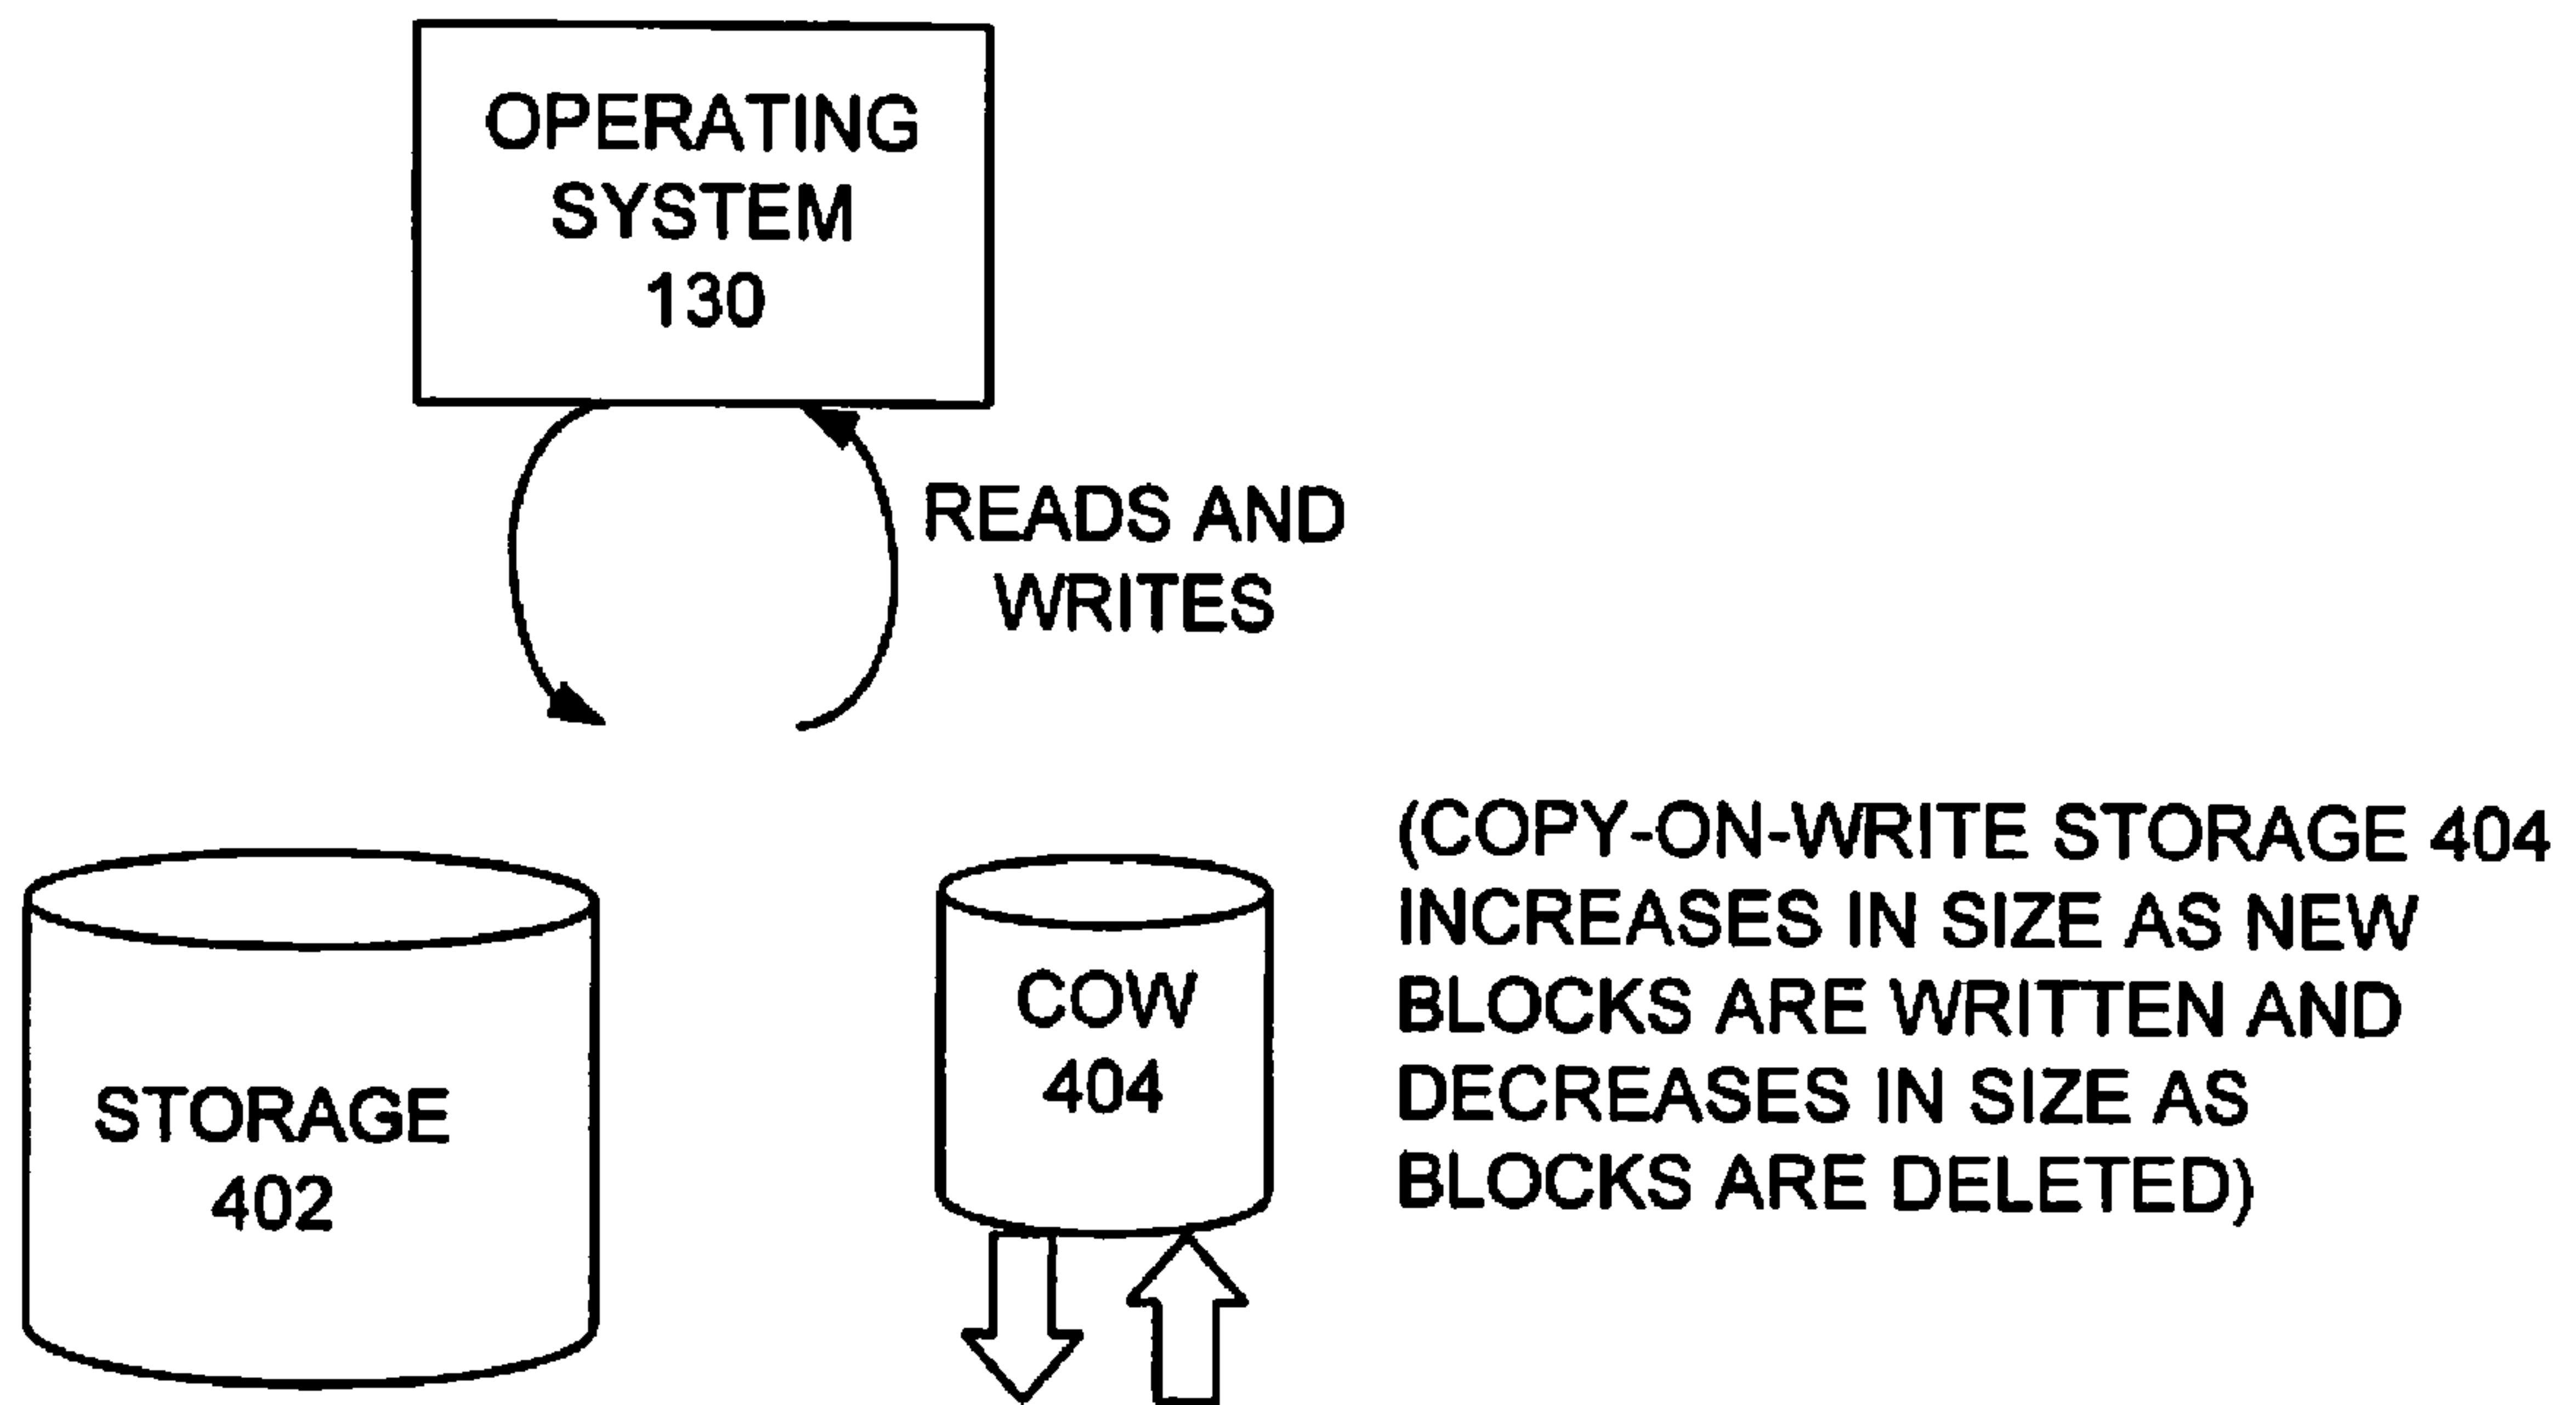 OPERATING
SYSTEM
130
READS AND
WRITES
STORAGE
402
COW
404
(COPY-ON-WRITE STORAGE 404
INCREASES IN SIZE AS NEW
BLOCKS ARE WRITTEN AND
DECREASES IN SIZE AS
BLOCKS ARE DELETED)